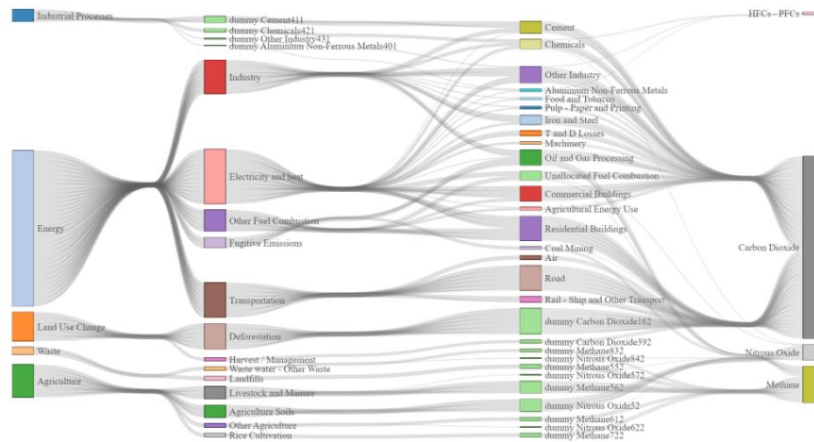 Industrial Processes
Energy
Land Use Change
Waste
Agriculture
dummy Cement411
dummy Chemicals421
dummy Other Industry431
dummy Aluminum Non-Ferrous Metals401
Industry
Electricity and heat
Other Fuel Combustion
Fugitive Emissions
Transportation
Deforestation
Harvest / Management
Waste water - Other Waste
Landfills
Livestock and Manure
Agriculture Soils
Other Agriculture
Rice Cultivation
Cement
Chemicals
Other Industry
Aluminium Non-Ferrous Metals
Food and Tobacco
Pulp - Paper and Printing
Iron and Steel
T and D Losses
Machinery
Oil and Gas Processing
Unallocated Fuel Combustion
Commercial Buildings
Agricultural Energy Use
Residential Buildings
Coal Mining
Air
Road
Rail - Ship and Other Transport
dummy Carbon Dioxide162
dummy Carbon Dioxide392
dummy Methane832
dummy Nitrous Oxide842
dummy Methane552
dummy Nitrous Oxide572
dummy Methane562
dummy Nitrous Oxide52
dummy Methane612
dummy Nitrous Oxide622
dummy Methane722
HFCs - PFCs
Carbon Dioxide
Nitrous Oxide
Methane